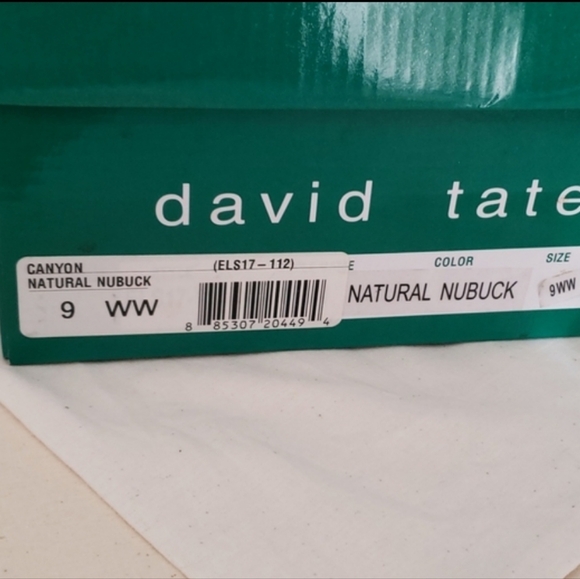 david tate
CANYON (ELS17-112)
NATURAL NUBUCK
9 WW
8 85307 20449 4
E COLOR SIZE
NATURAL NUBUCK 9WW